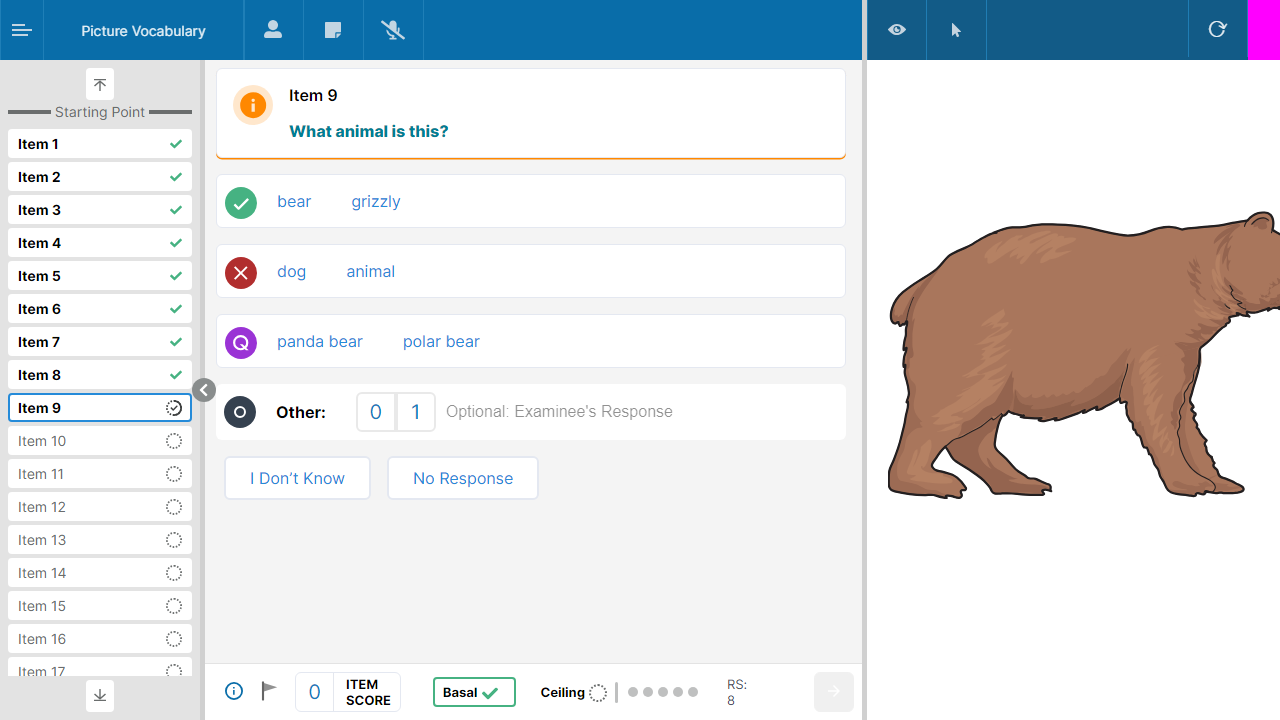 Picture Vocabulary
Starting Point
Item 1
Item 2
Item 3
Item 4
Item 5
Item 6
Item 7
Item 8
Item 9
Item 10
Item 11
Item 12
Item 13
Item 14
Item 15
Item 16
Item 17
Item 9
What animal is this?
bear grizzly
dog animal
Q panda bear polar bear
O Other: 0 1 Optional: Examinee's Response
I Don't Know No Response
0 ITEM SCORE Basal Ceiling RS: 8